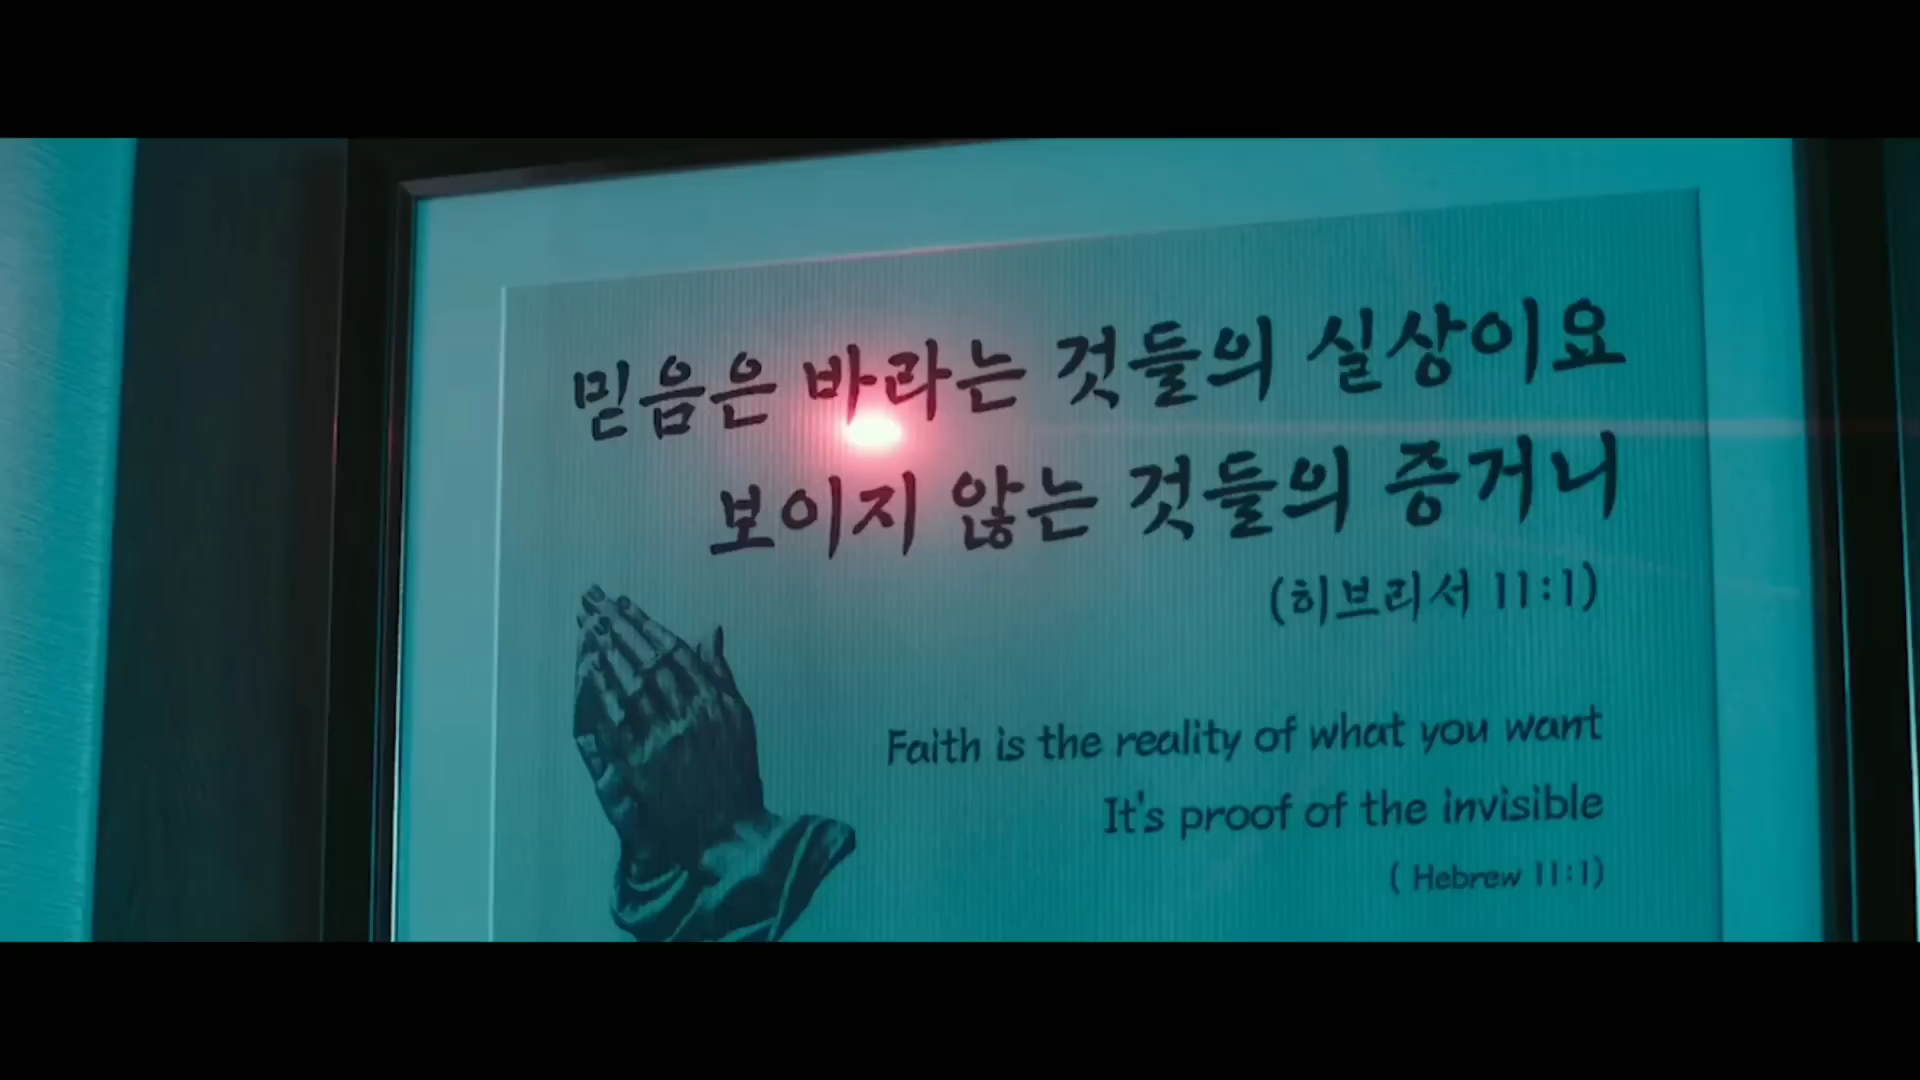 믿음은 바라는 것들의 실상이요
보이지 않는 것들의 증거니
(히브리서 11:1)
Faith is the reality of what you want
It's proof of the invisible
( Hebrew 11:1)